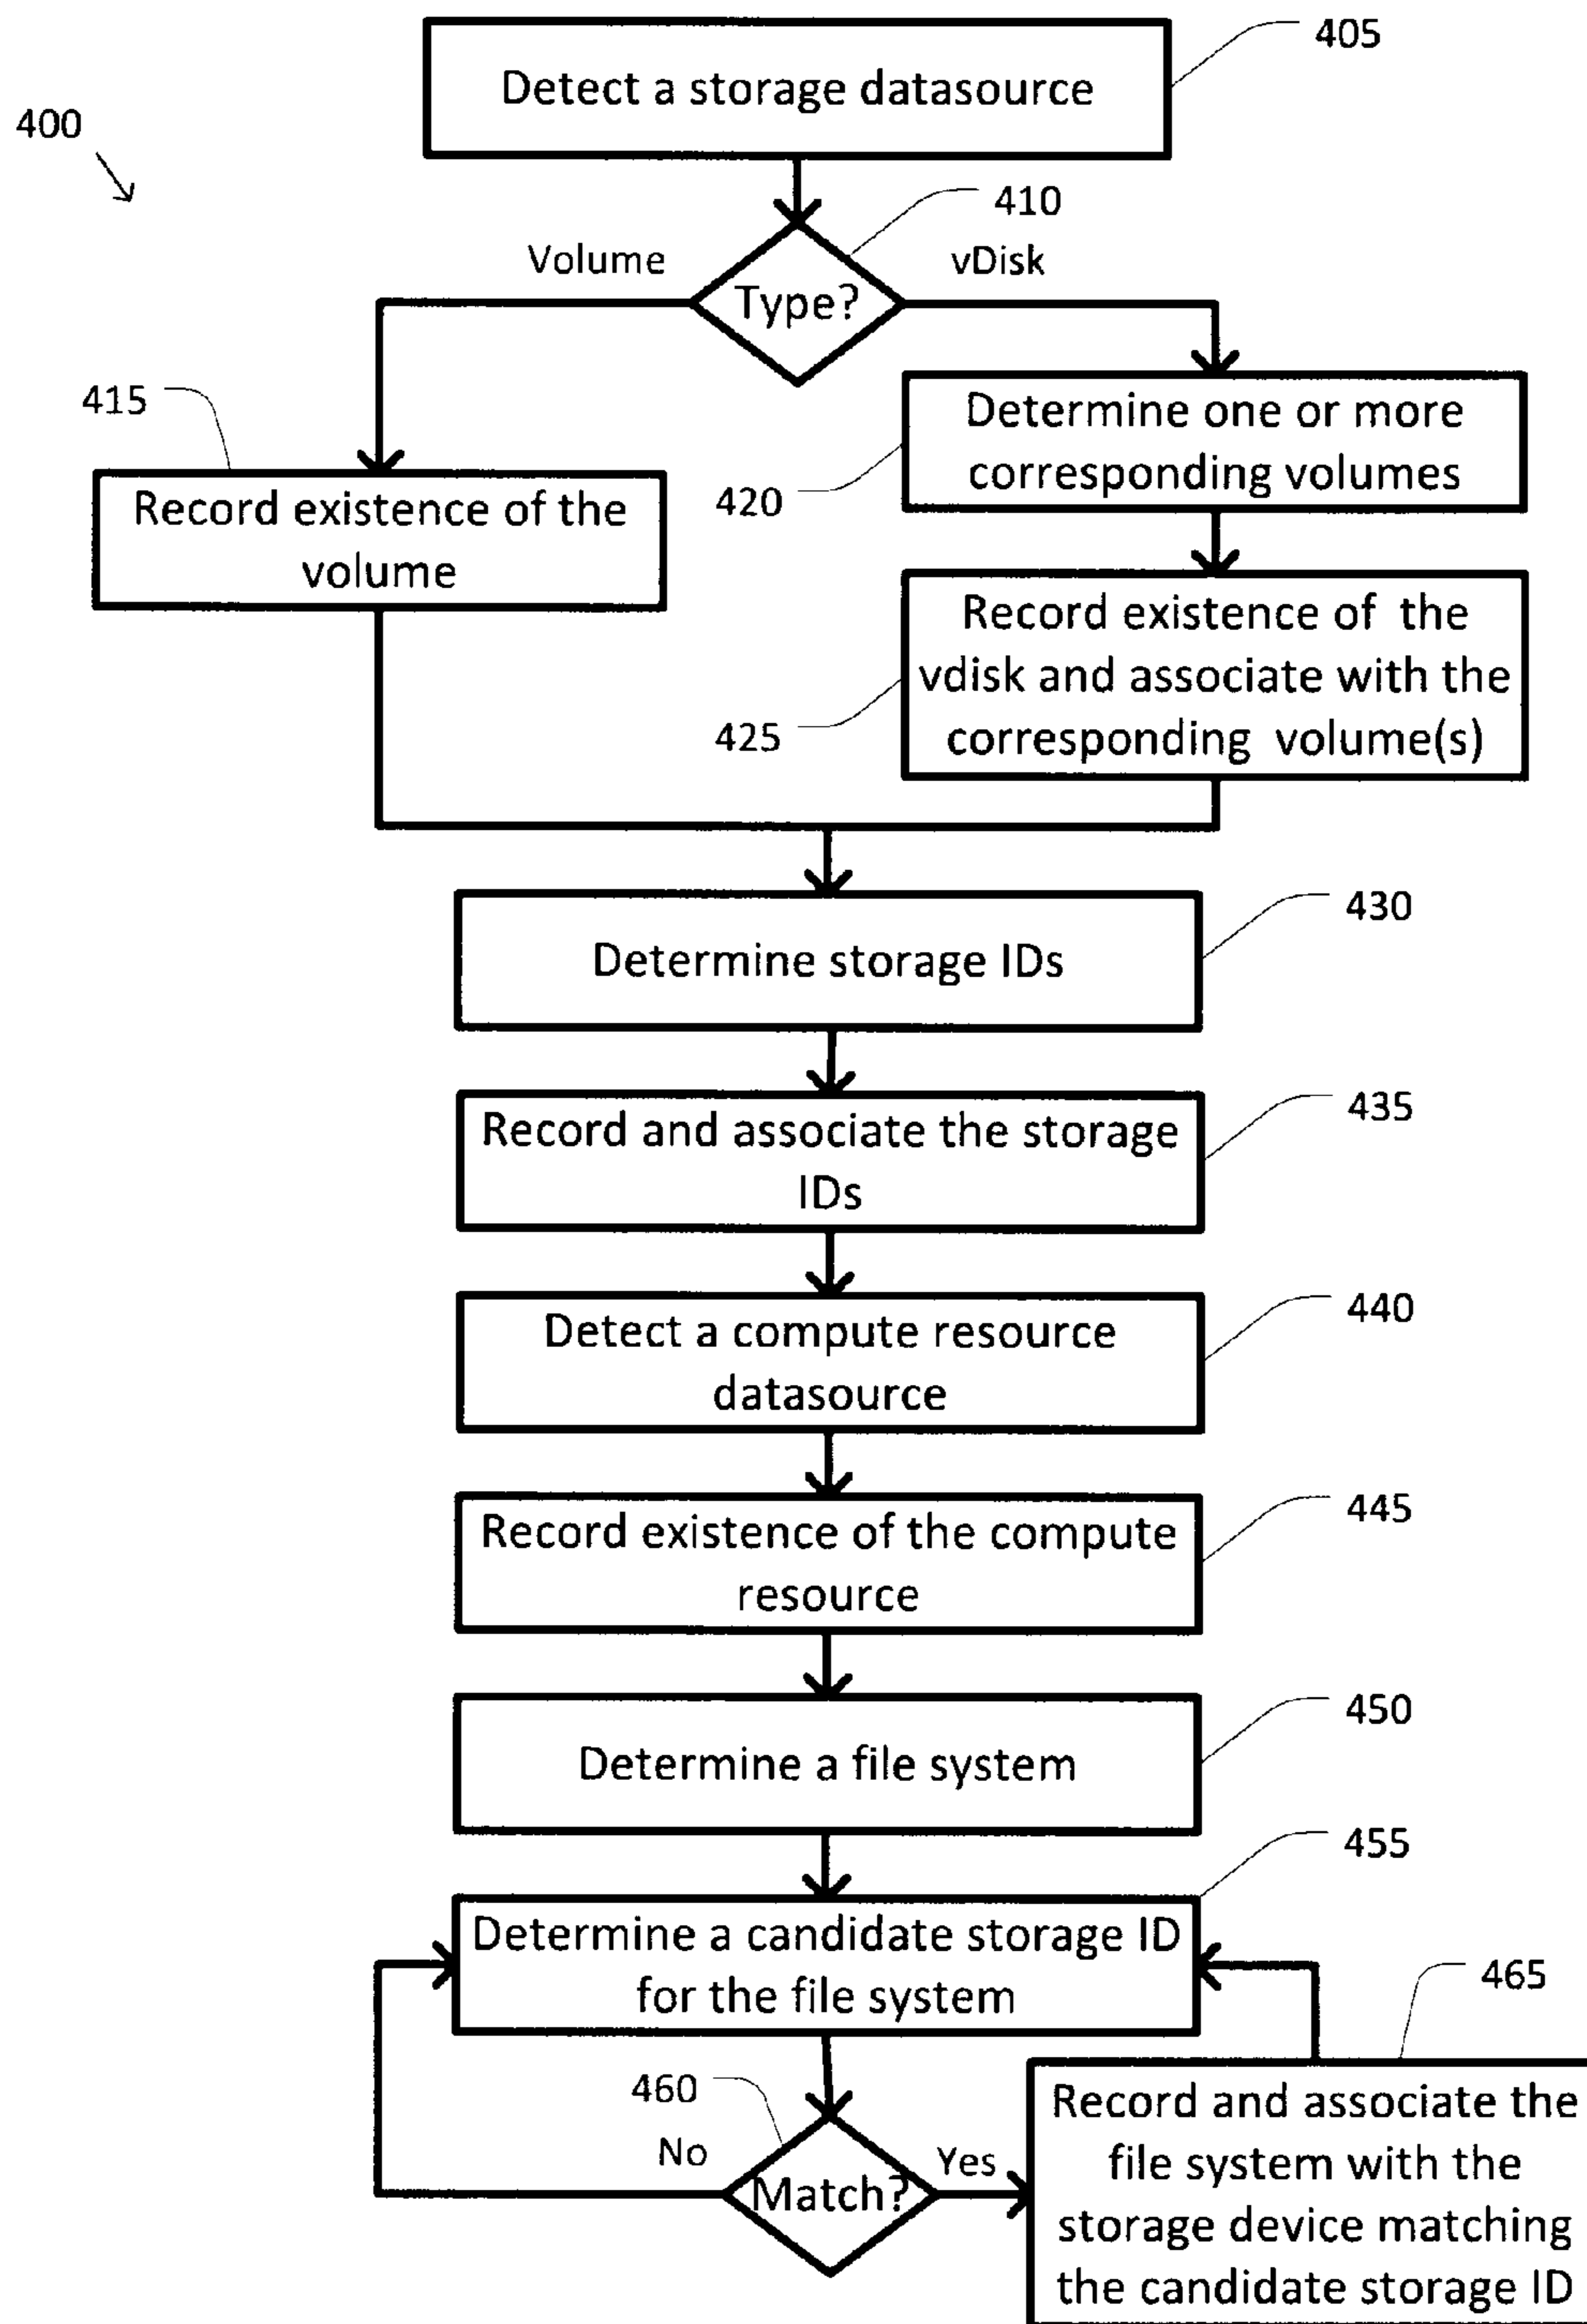 405
Detect a storage datasource
400
410
Volume
vDisk
Type?
415
Determine one or more
corresponding volumes
420
Record existence of the
volume
Record existence of the
vdisk and associate with the
corresponding volume(s)
425
430
Determine storage IDs
435
Record and associate the storage
IDs
440
Detect a compute resource
datasource
445
Record existence of the compute
resource
450
Determine a file system
455
Determine a candidate storage ID
for the file system
465
460
No
Yes
Match?
Record and associate the
file system with the
storage device matching
the candidate storage ID